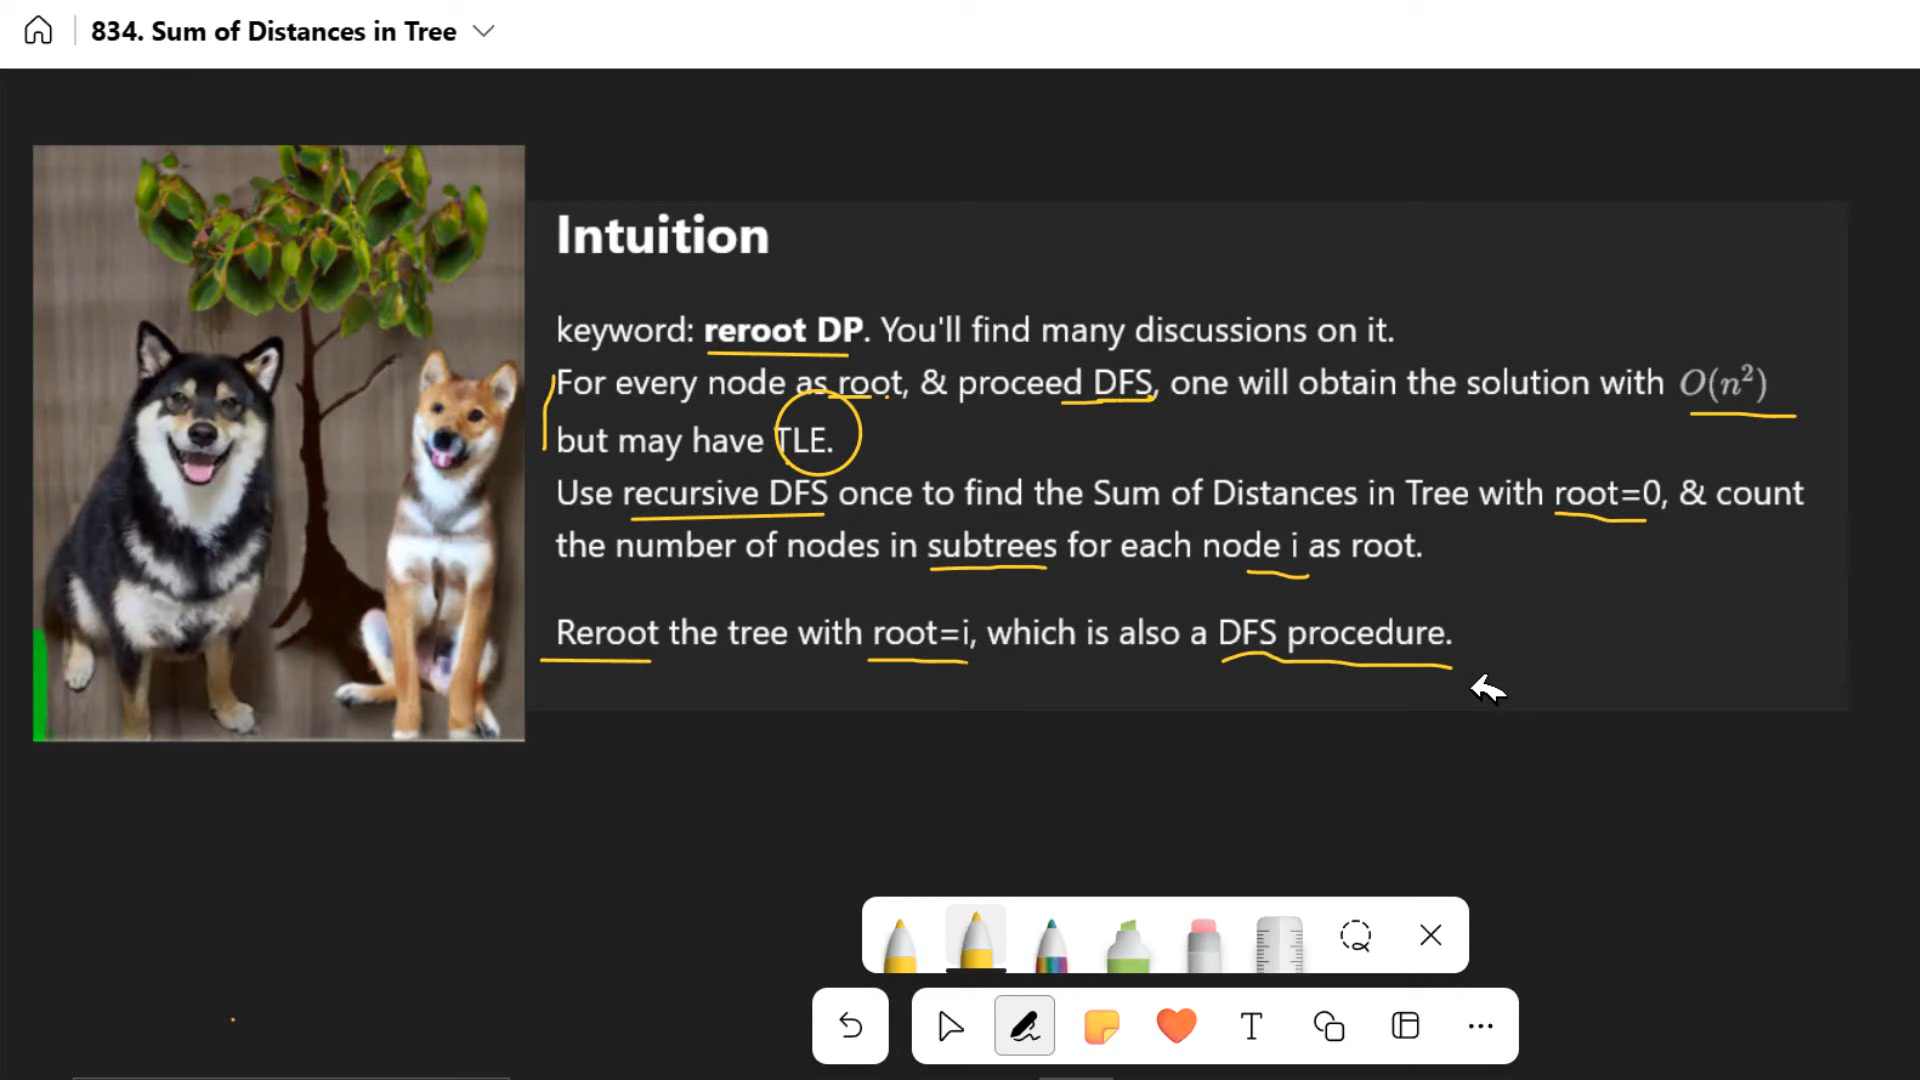 834. Sum of Distances in Tree
Intuition
keyword: reroot DP. You'll find many discussions on it.
For every node as root, & proceed DFS, one will obtain the solution with O(n²)
but may have TLE.
Use recursive DFS once to find the Sum of Distances in Tree with root=0, & count
the number of nodes in subtrees for each node i as root.
Reroot the tree with root=i, which is also a DFS procedure.
T